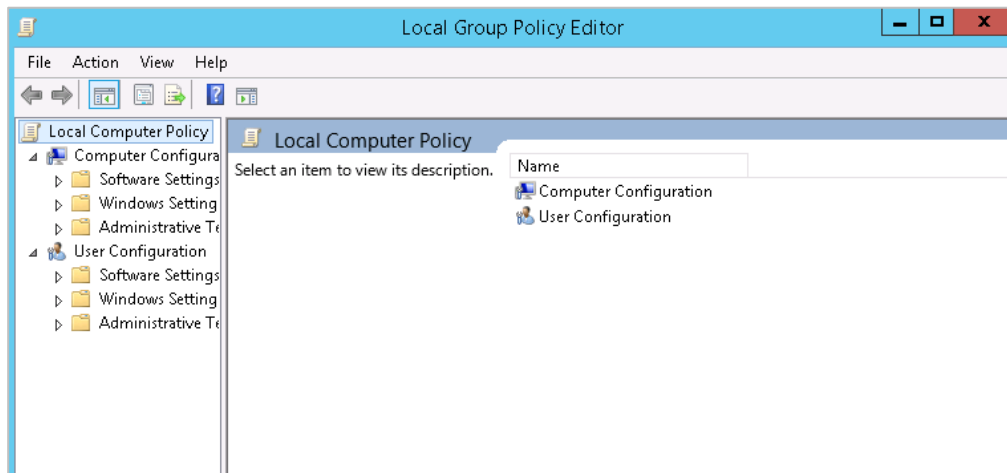 Local Group Policy Editor
File Action View Help
Local Computer Policy
Computer Configura
Software Settings
Windows Setting
Administrative Te
User Configuration
Software Settings
Windows Setting
Administrative Te
Local Computer Policy
Select an item to view its description.
Name
Computer Configuration
User Configuration